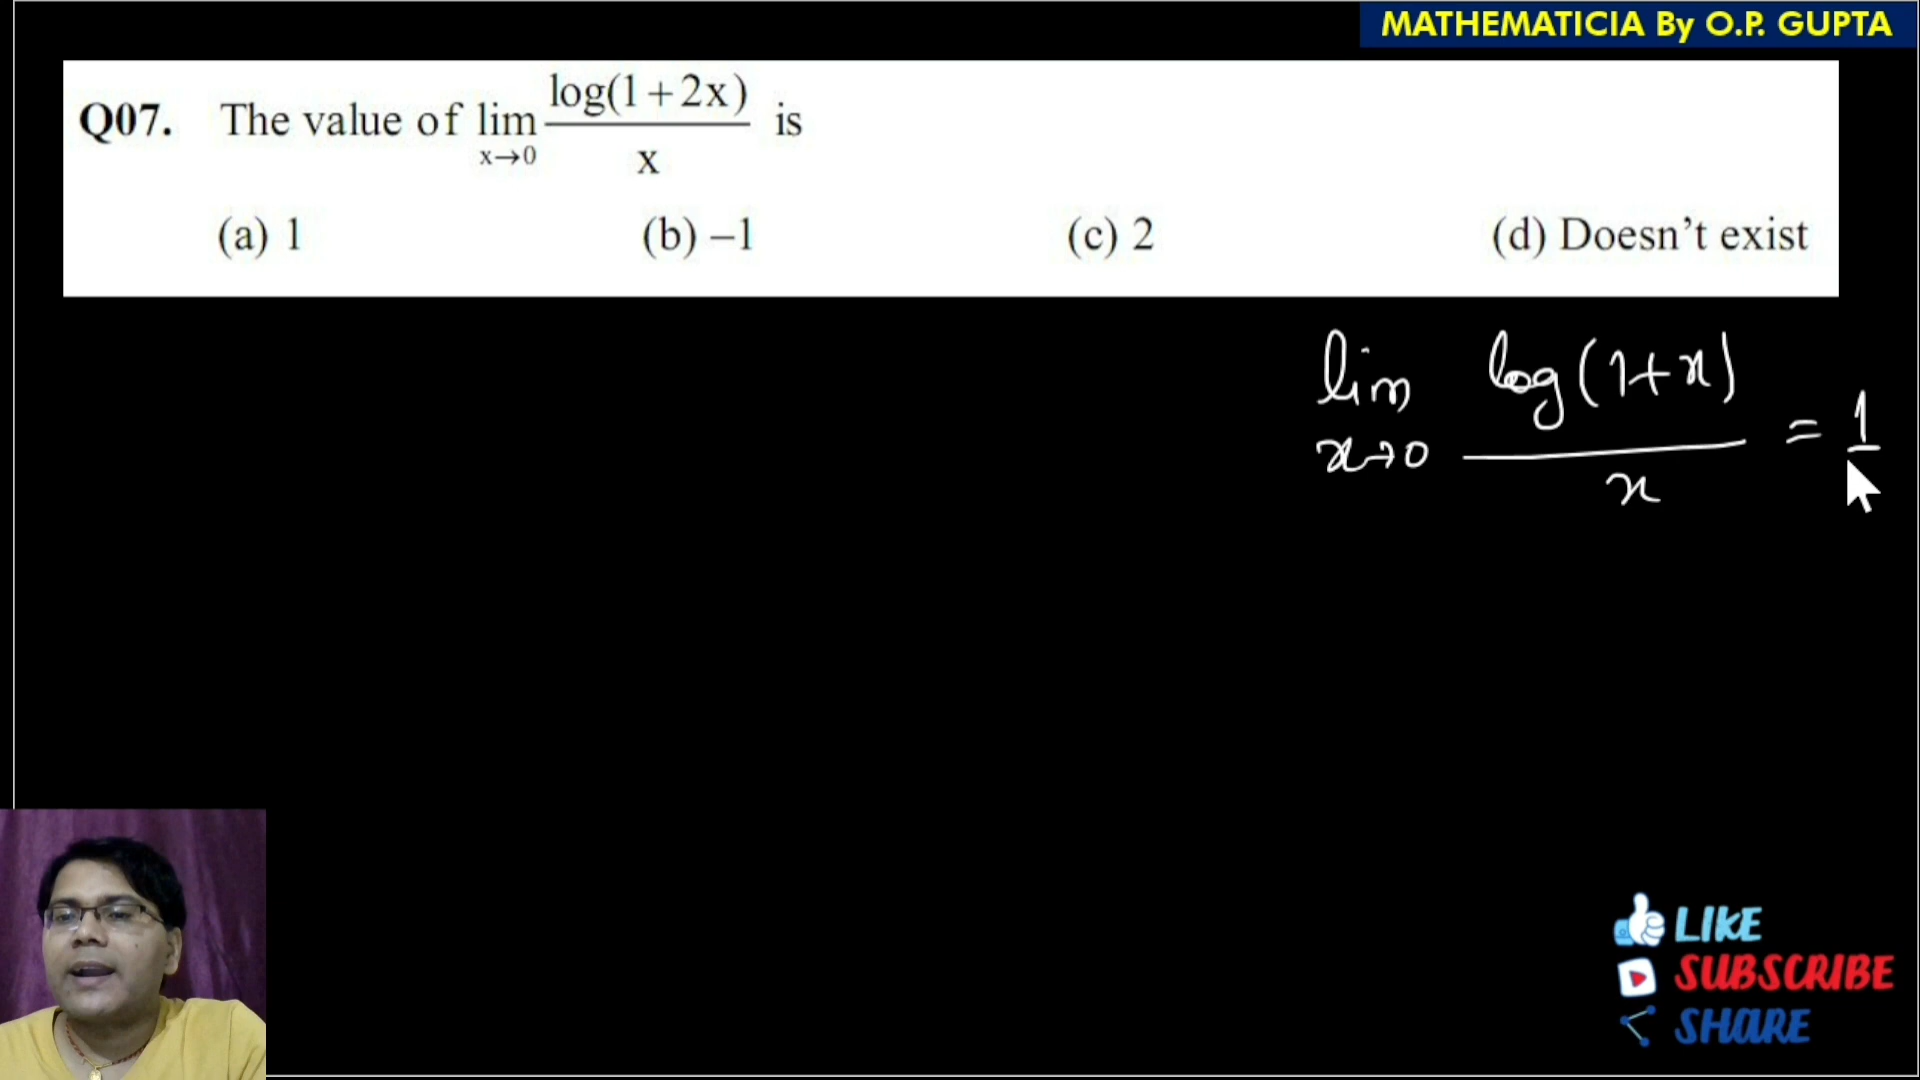 MATHEMATICIA By O.P. GUPTA
Q07. The value of lim x→0 log(1+2x)/x is
(a) 1 (b) –1 (c) 2 (d) Doesn't exist
lim x→0 log(1+x)/x = 1
LIKE
SUBSCRIBE
SHARE